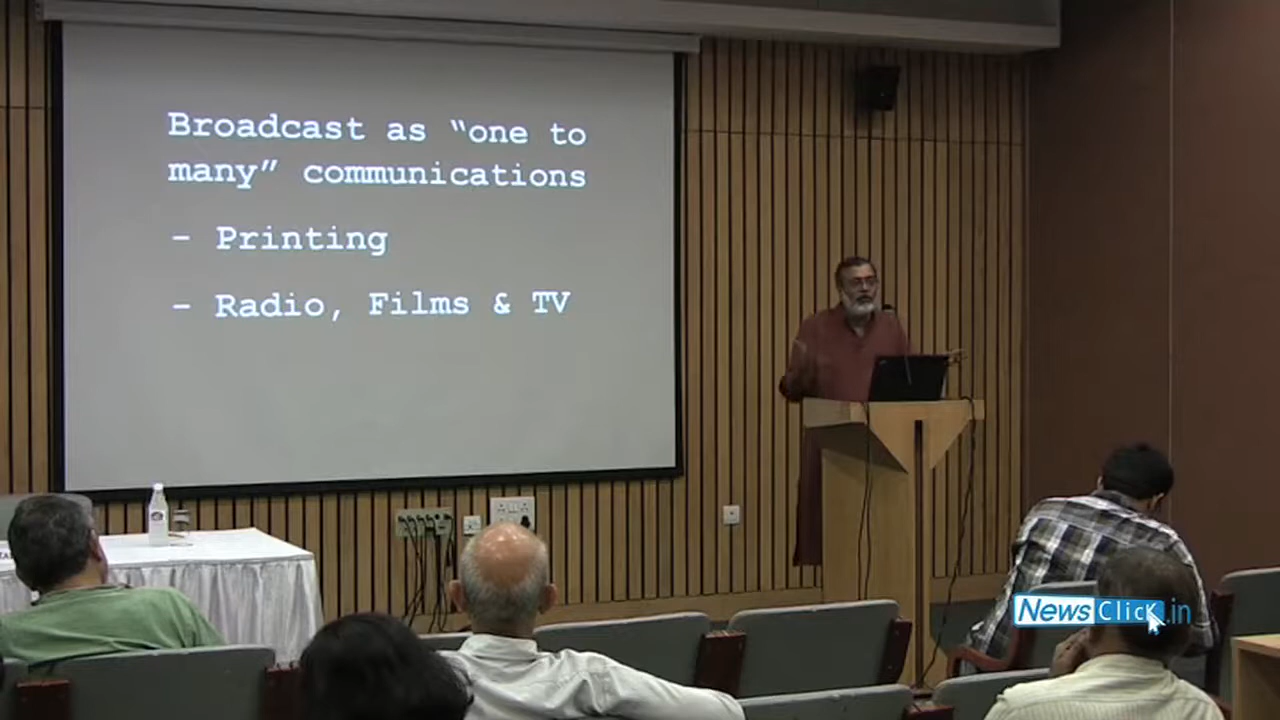 Broadcast as “one to
many” communications
- Printing
- Radio, Films & TV
NewsClick.in